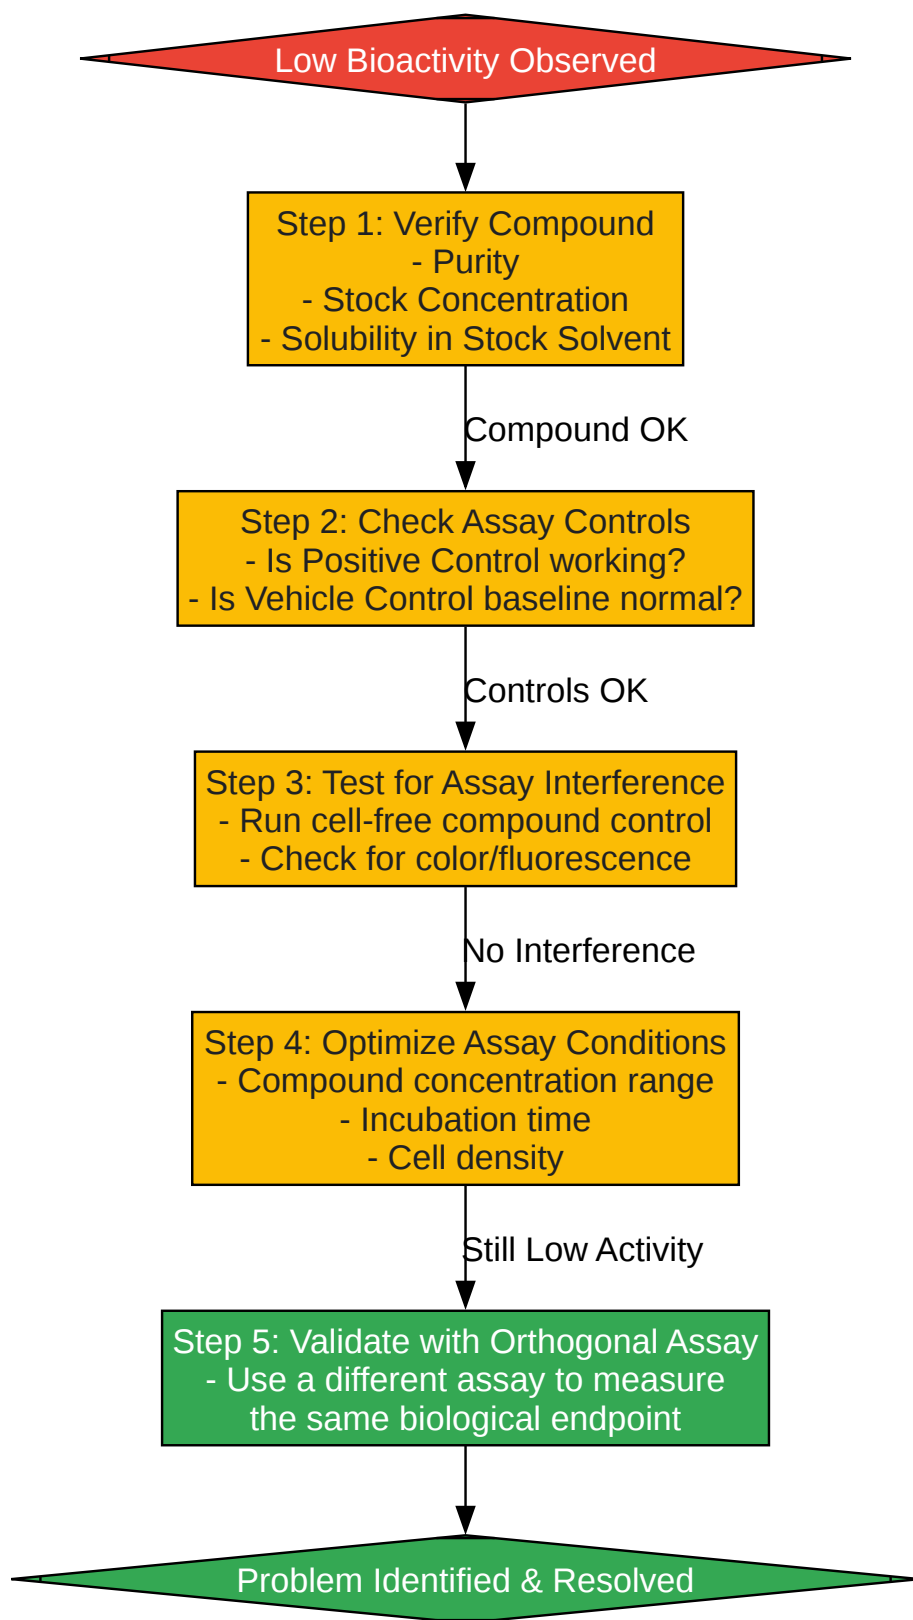 Low Bioactivity Observed
Step 1: Verify Compound
- Purity
- Stock Concentration
- Solubility in Stock Solvent
Compound OK
Step 2: Check Assay Controls
- Is Positive Control working?
- Is Vehicle Control baseline normal?
Controls OK
Step 3: Test for Assay Interference
- Run cell-free compound control
- Check for color/fluorescence
No Interference
Step 4: Optimize Assay Conditions
- Compound concentration range
- Incubation time
- Cell density
Still Low Activity
Step 5: Validate with Orthogonal Assay
- Use a different assay to measure
the same biological endpoint
Problem Identified & Resolved